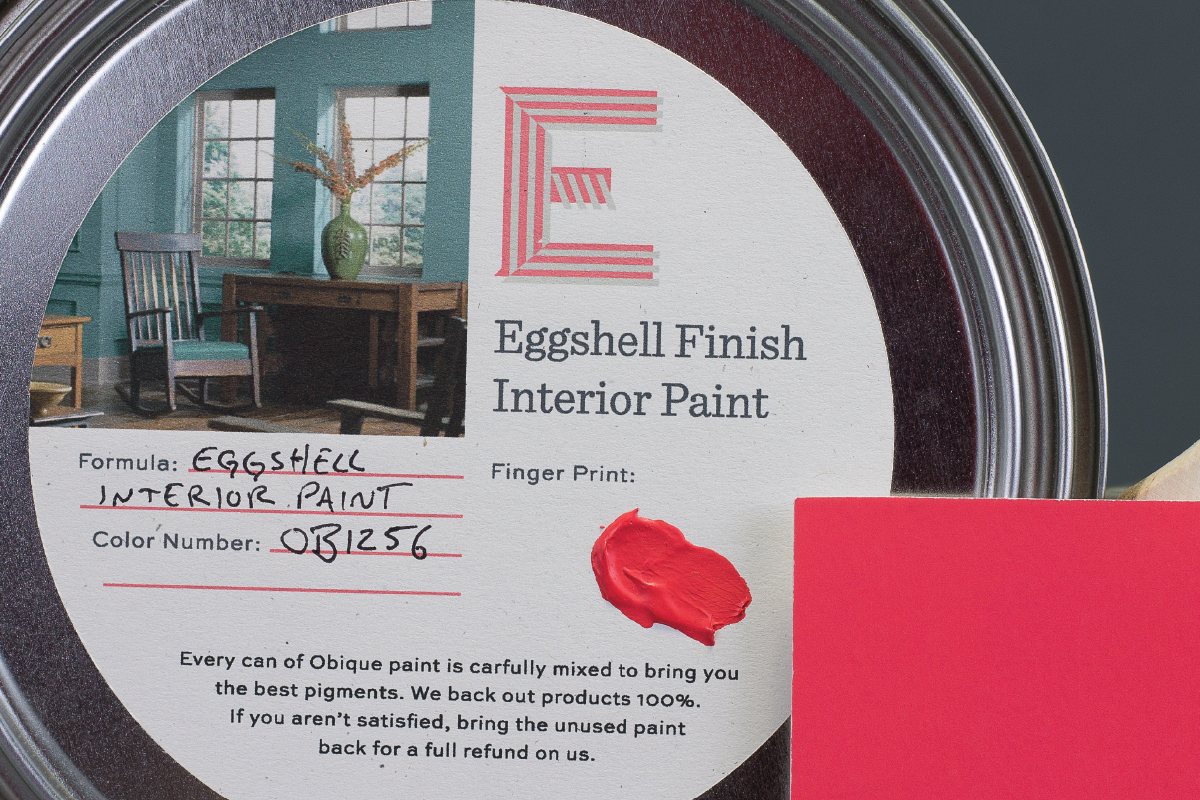 E
Eggshell Finish
Interior Paint
Formula: EGGSHELL
INTERIOR PAINT
Color Number: OB1256
Finger Print:
Every can of Obique paint is carfully mixed to bring you
the best pigments. We back out products 100%.
If you aren't satisfied, bring the unused paint
back for a full refund on us.